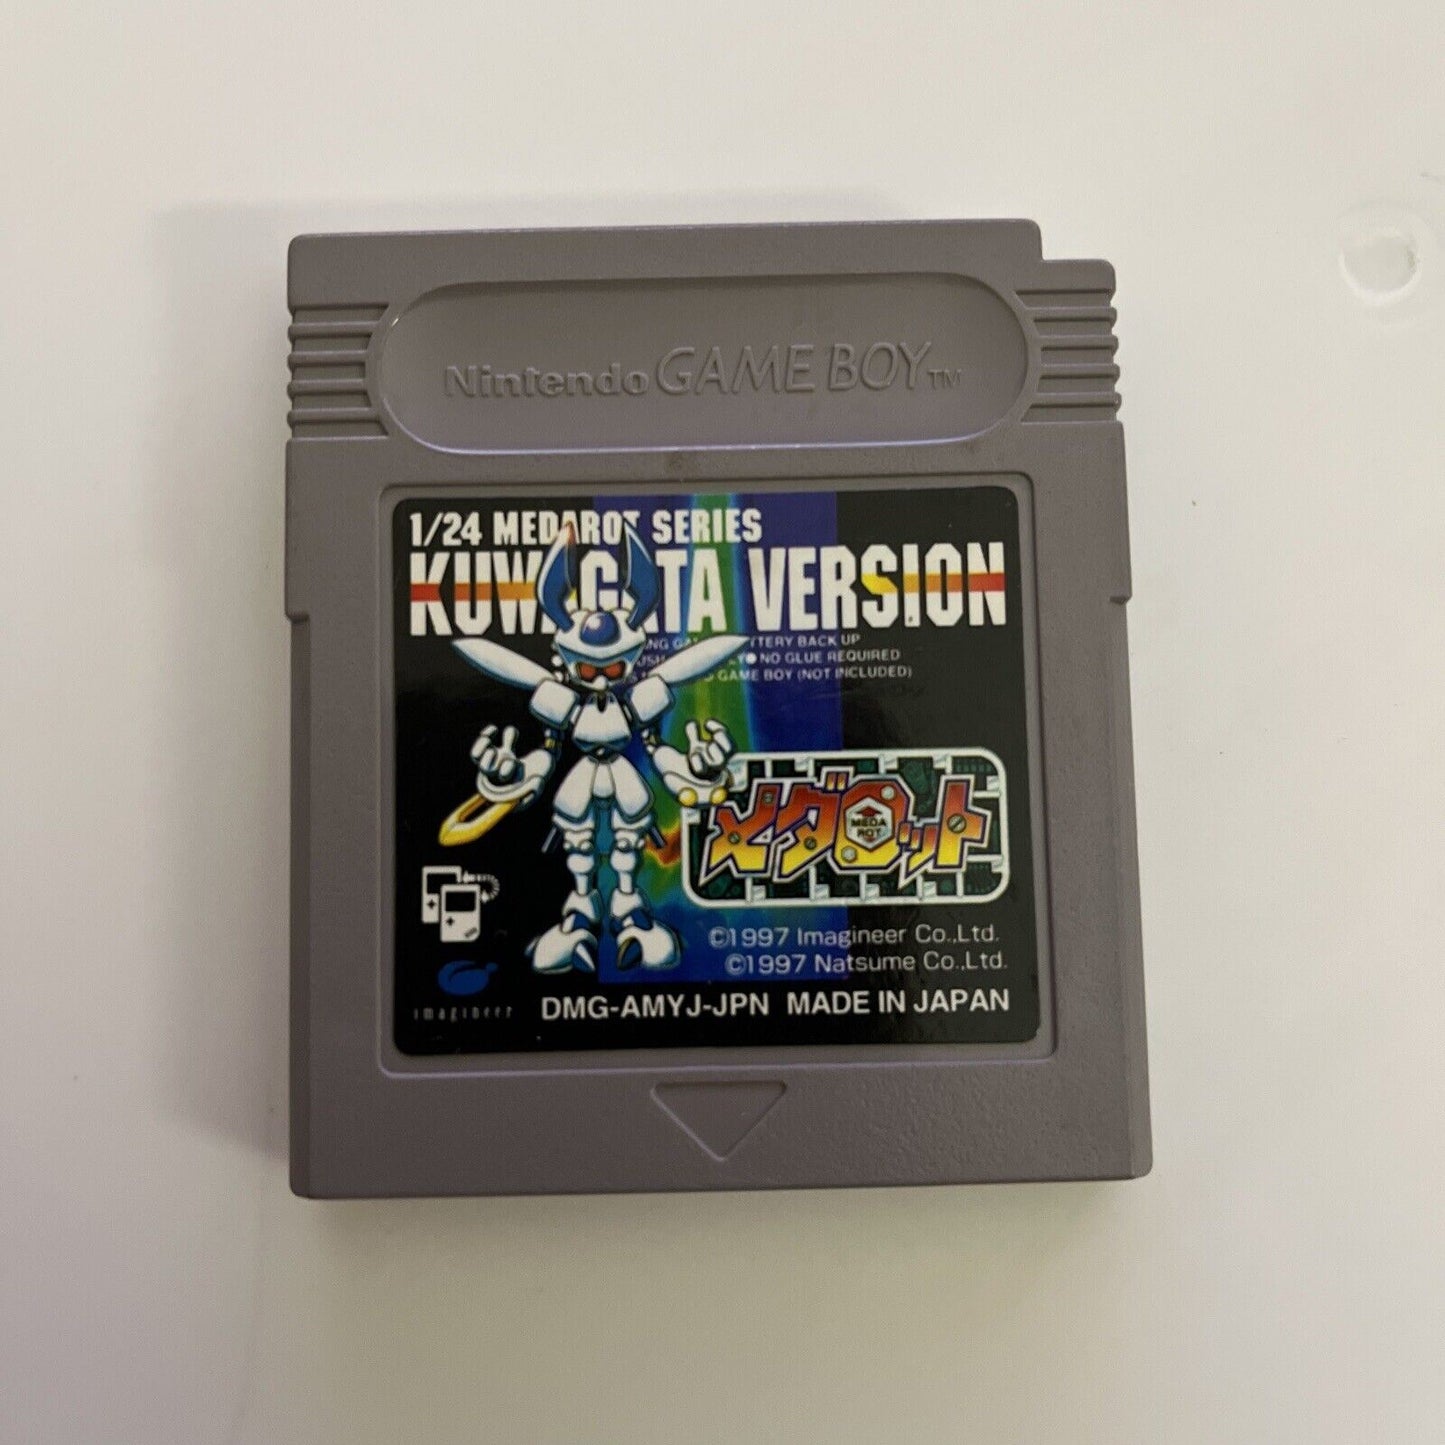 Nintendo GAME BOY TM
1/24 MEDAROT SERIES
KUWAGATA VERSION
BACK UP
NO GLUE REQUIRED
GAME BOY (NOT INCLUDED)
メダロット
MEDA
ROT
©1997 Imagineer Co.,Ltd.
©1997 Natsume Co.,Ltd.
imagineer
DMG-AMYJ-JPN MADE IN JAPAN